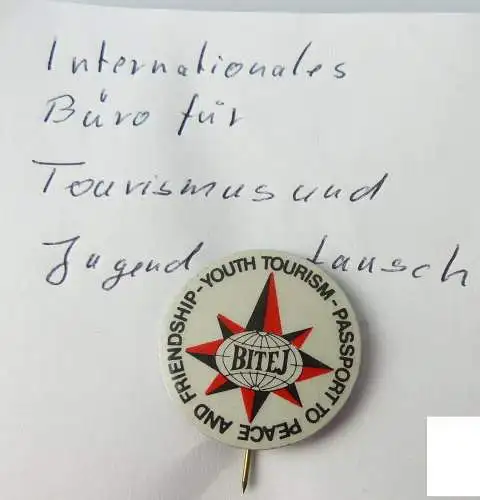 Internationales
Büro für
Tourismus und
Jugend tausch
YOUTH TOURISM - PASSPORT TO PEACE AND FRIENDSHIP -
BITEJ